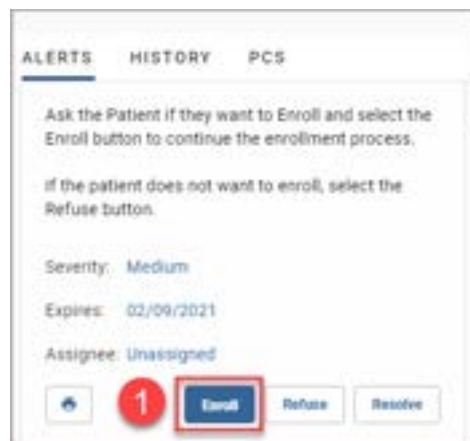 ALERTS HISTORY PCS
Ask the Patient if they want to Enroll and select the
Enroll button to continue the enrollment process.
If the patient does not want to enroll, select the
Refuse button.
Severity: Medium
Expires: 02/09/2021
Assignee: Unassigned
1 Enroll Refuse Resolve